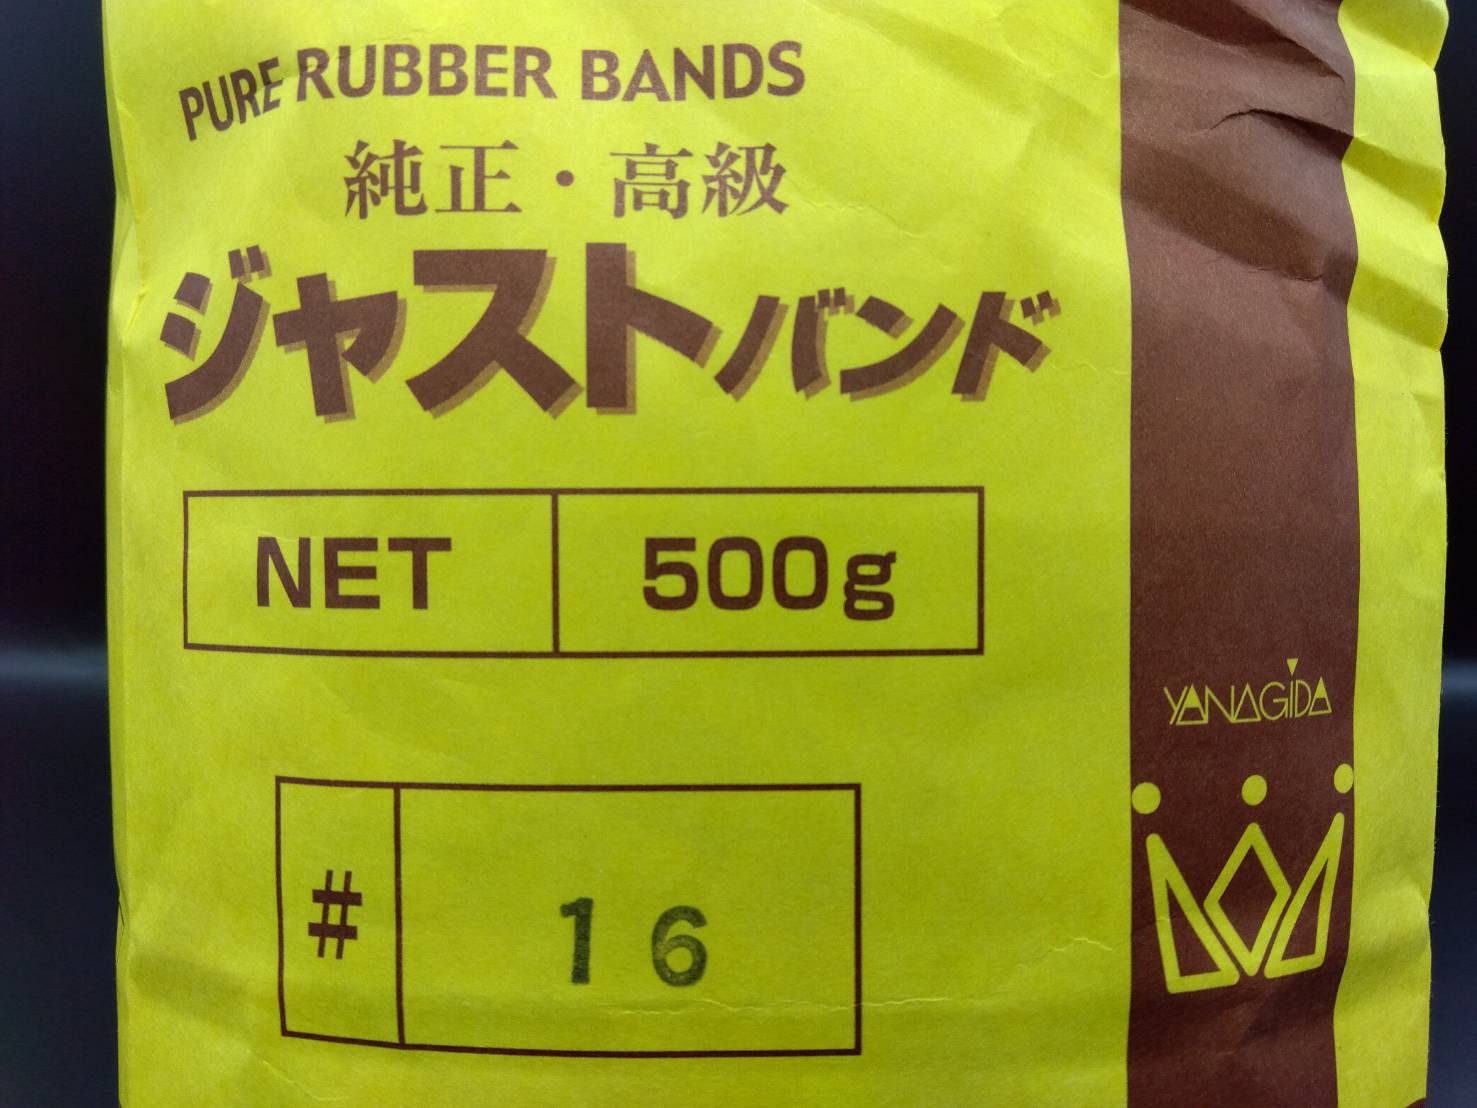 PURE RUBBER BANDS
純正・高級
ジャストバンド
NET 500g
# 16
YANAGIDA